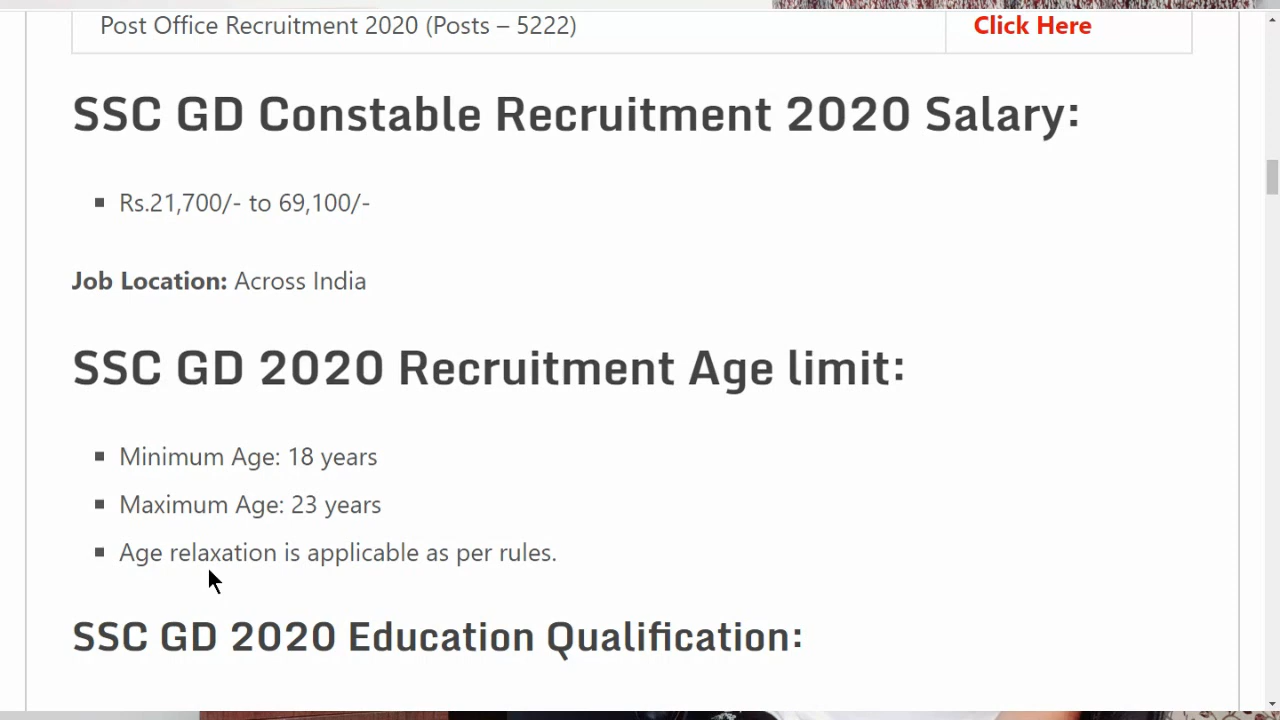 Post Office Recruitment 2020 (Posts – 5222) Click Here
SSC GD Constable Recruitment 2020 Salary:
Rs.21,700/- to 69,100/-
Job Location: Across India
SSC GD 2020 Recruitment Age limit:
Minimum Age: 18 years
Maximum Age: 23 years
Age relaxation is applicable as per rules.
SSC GD 2020 Education Qualification: